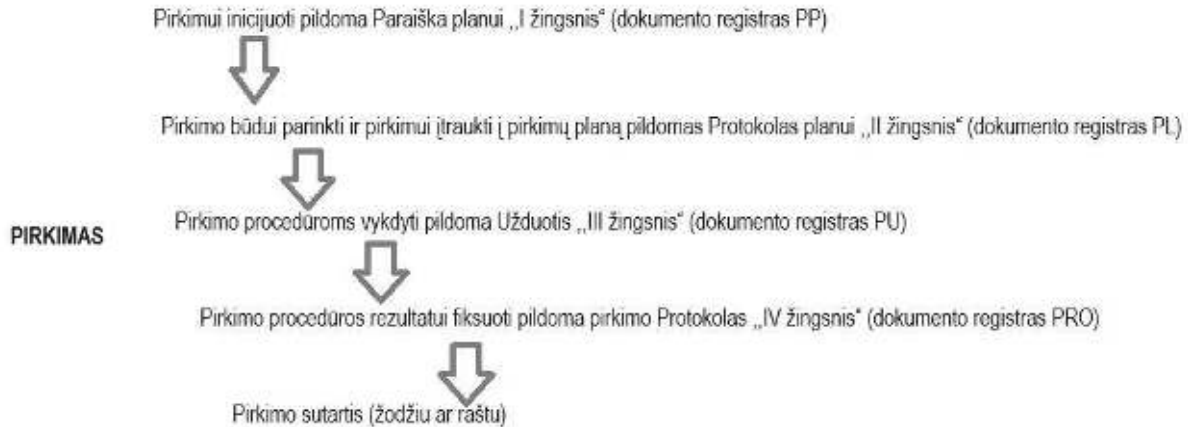 Pirkimui inicijuoti pildoma Paraiška planui ,,I žingsnis“ (dokumento registras PP)
Pirkimo būdui parinkti ir pirkimui įtraukti į pirkimų planą pildomas Protokolas planui ,,II žingsnis“ (dokumento registras PL)
Pirkimo procedūroms vykdyti pildoma Užduotis ,,III žingsnis“ (dokumento registras PU)
PIRKIMAS
Pirkimo procedūros rezultatui fiksuoti pildoma pirkimo Protokolas ,,IV žingsnis“ (dokumento registras PRO)
Pirkimo sutartis (žodžiu ar raštu)